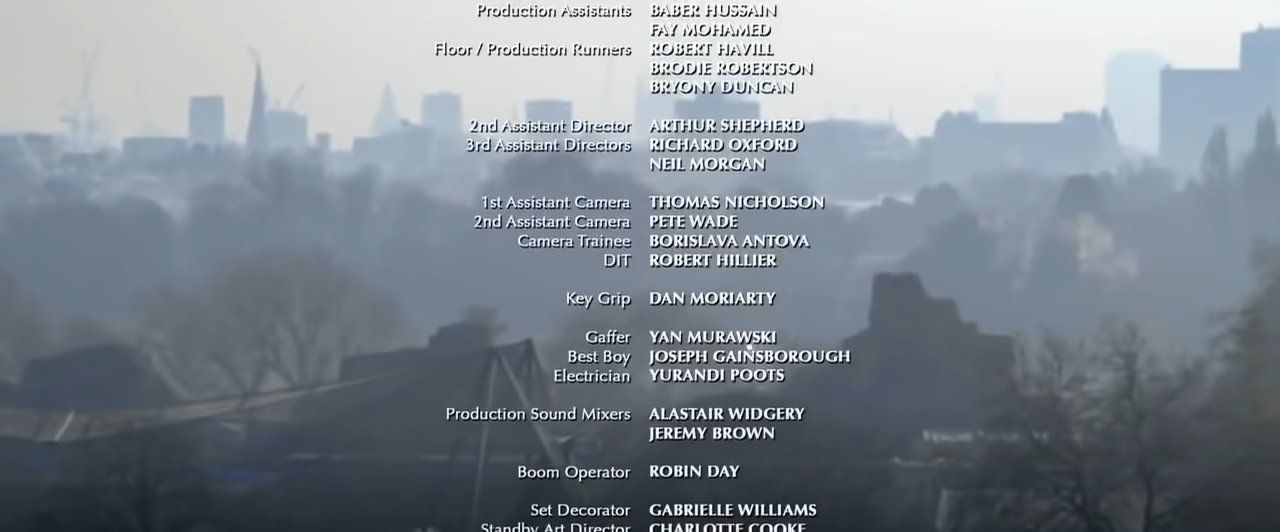 Production Assistants BABER HUSSAIN
FAY MOHAMED
Floor / Production Runners ROBERT HAVILL
BRODIE ROBERTSON
BRYONY DUNCAN
2nd Assistant Director ARTHUR SHEPHERD
3rd Assistant Directors RICHARD OXFORD
NEIL MORGAN
1st Assistant Camera THOMAS NICHOLSON
2nd Assistant Camera PETE WADE
Camera Trainee BORISLAVA ANTOVA
DIT ROBERT HILLIER
Key Grip DAN MORIARTY
Gaffer YAN MURAWSKI
Best Boy JOSEPH GAINSBOROUGH
Electrician YURANDI POOTS
Production Sound Mixers ALASTAIR WIDGERY
JEREMY BROWN
Boom Operator ROBIN DAY
Set Decorator GABRIELLE WILLIAMS
Standby Art Director CHARLOTTE COOKE